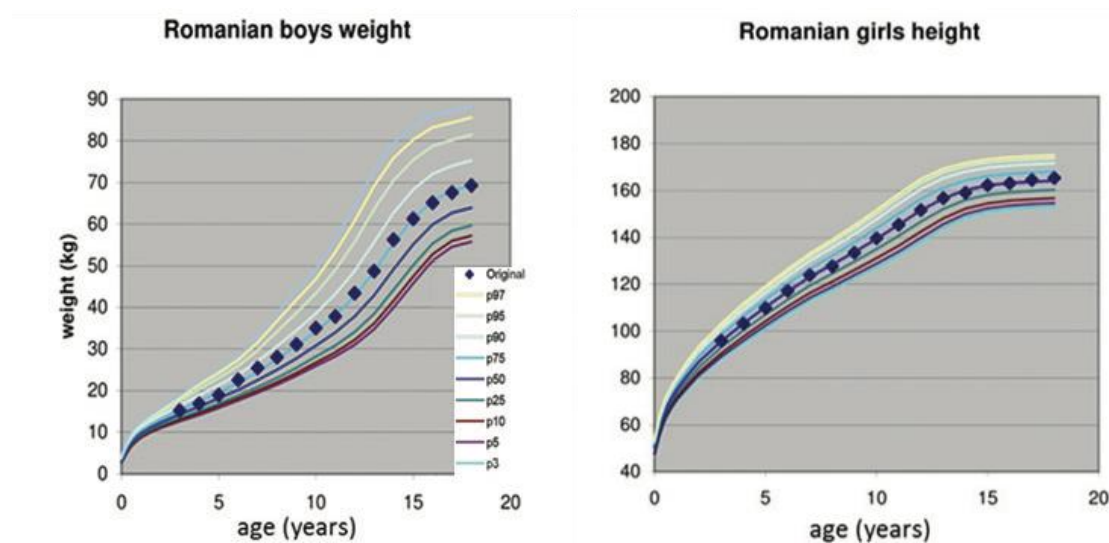 Romanian boys weight
90
80
70
60
50
40
30
20
10
0
weight (kg)
0 5 10 15 20
age (years)
Original
p97
p95
p90
p75
p50
p25
p10
p5
p3
Romanian girls height
200
180
160
140
120
100
80
60
40
0 5 10 15 20
age (years)